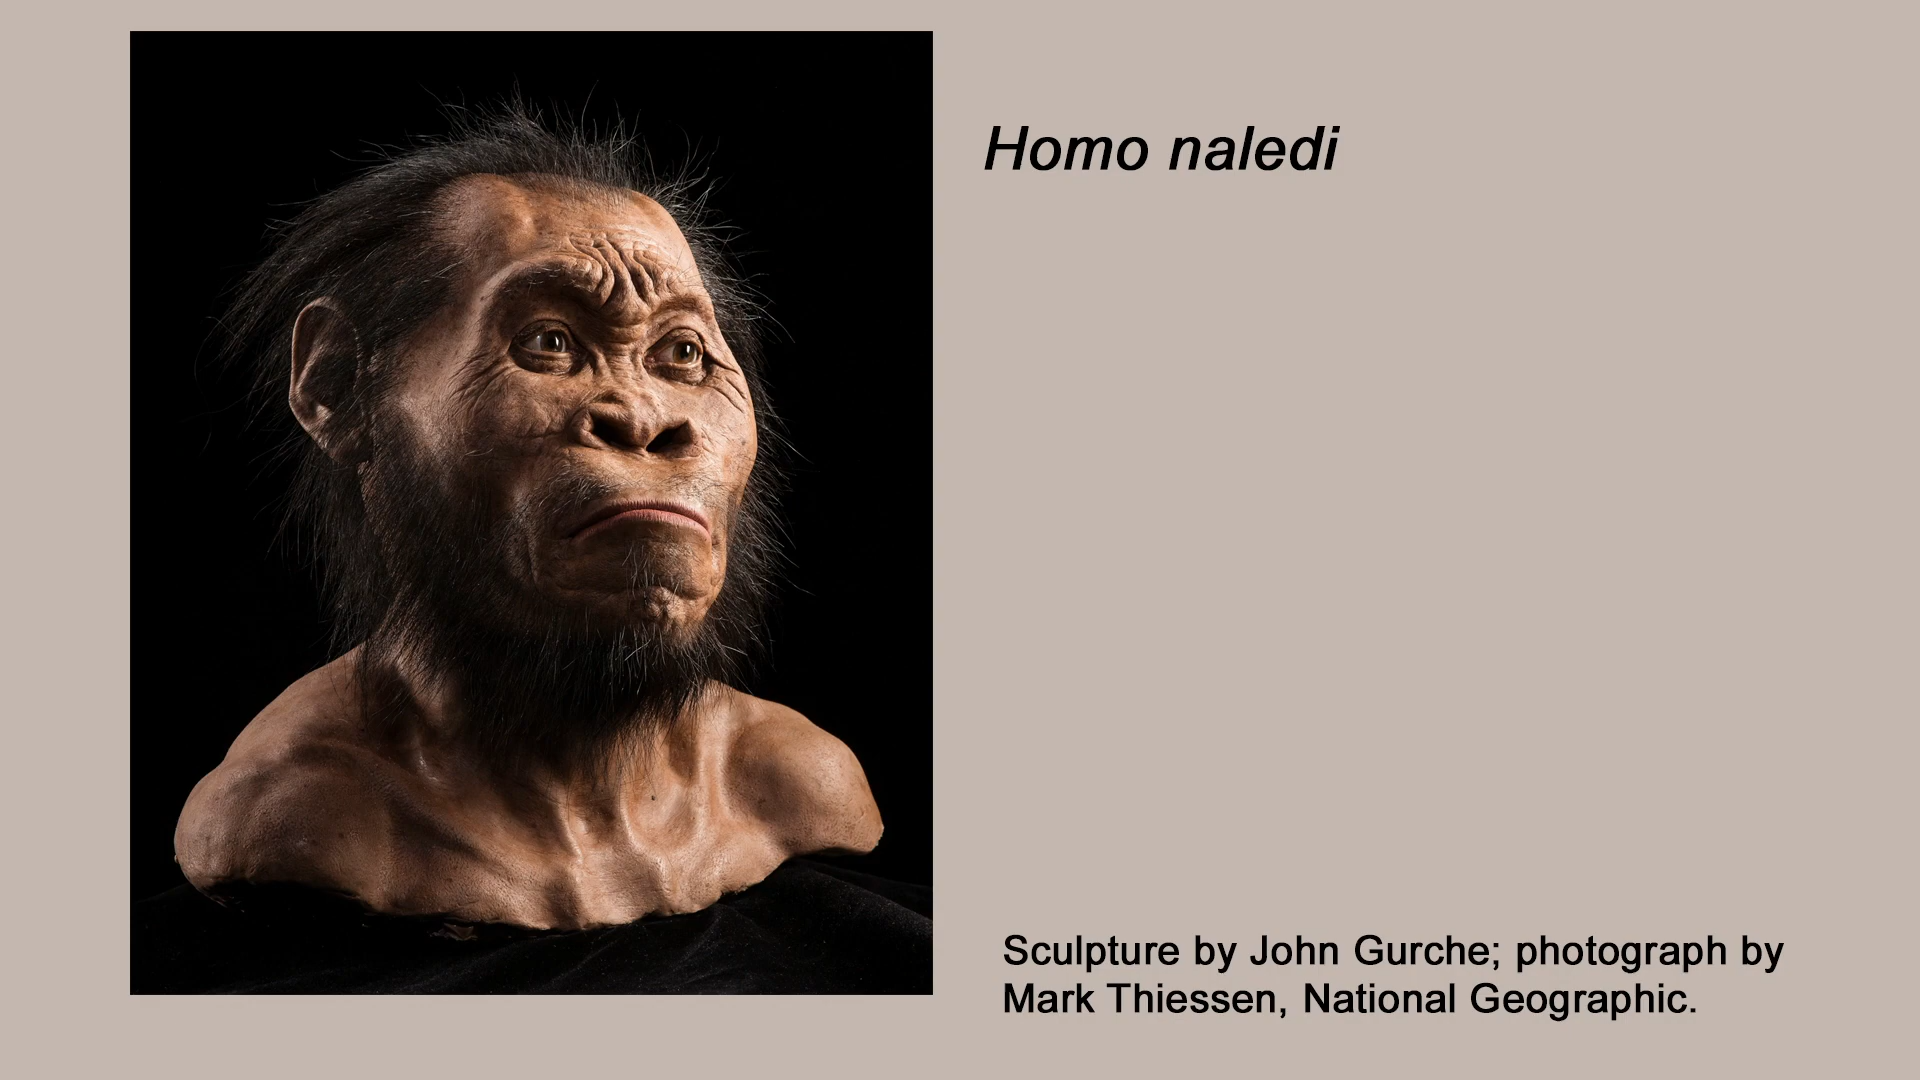 Homo naledi
Sculpture by John Gurche; photograph by
Mark Thiessen, National Geographic.